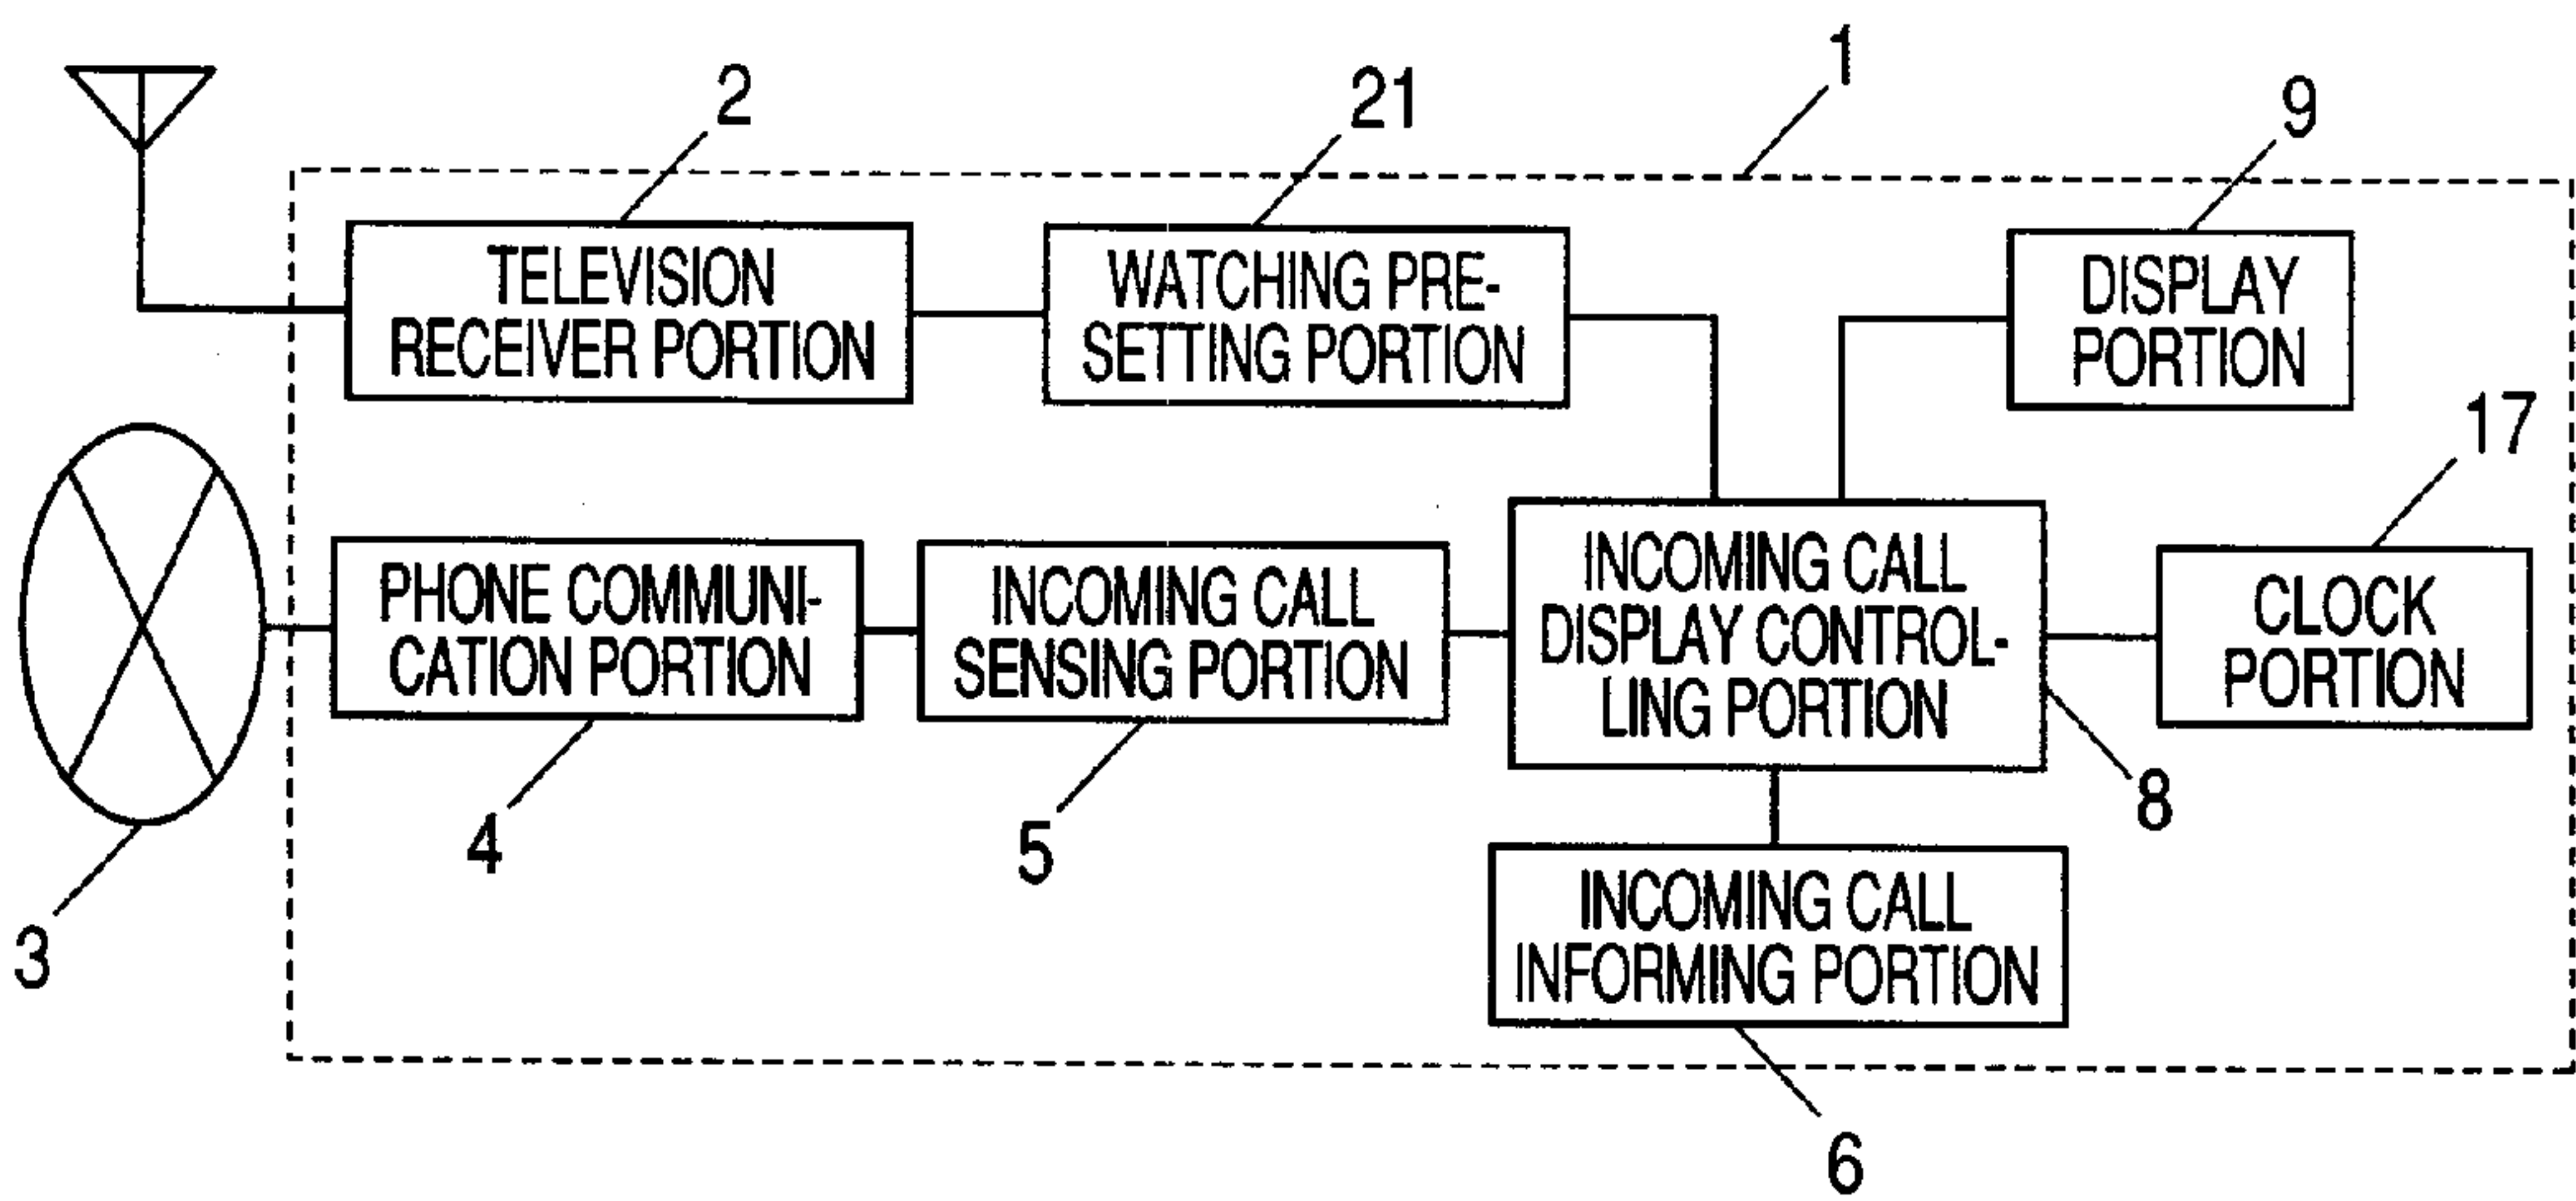 1
2
21
9
TELEVISION
RECEIVER PORTION
WATCHING PRE-
SETTING PORTION
DISPLAY
PORTION
17
PHONE COMMUNI-
CATION PORTION
INCOMING CALL
SENSING PORTION
INCOMING CALL
DISPLAY CONTROL-
LING PORTION
CLOCK
PORTION
8
4
5
3
INCOMING CALL
INFORMING PORTION
6